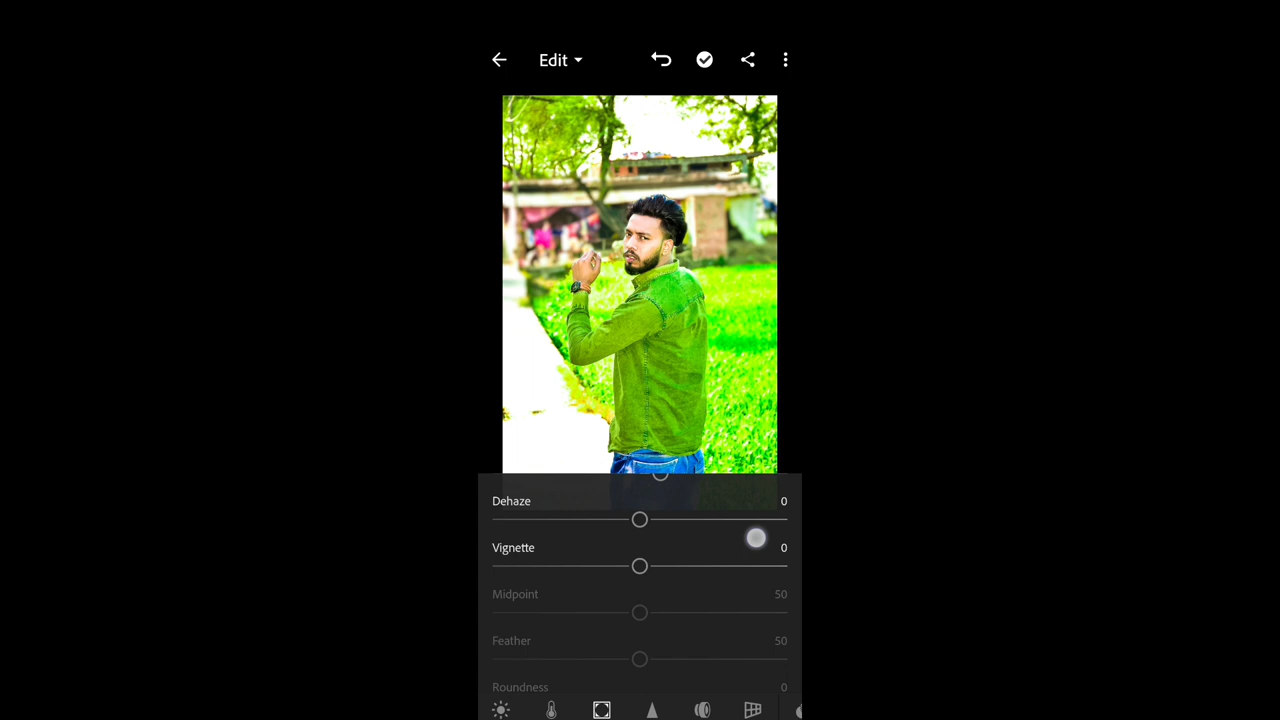 Edit
Dehaze 0
Vignette 0
Midpoint 50
Feather 50
Roundness 0